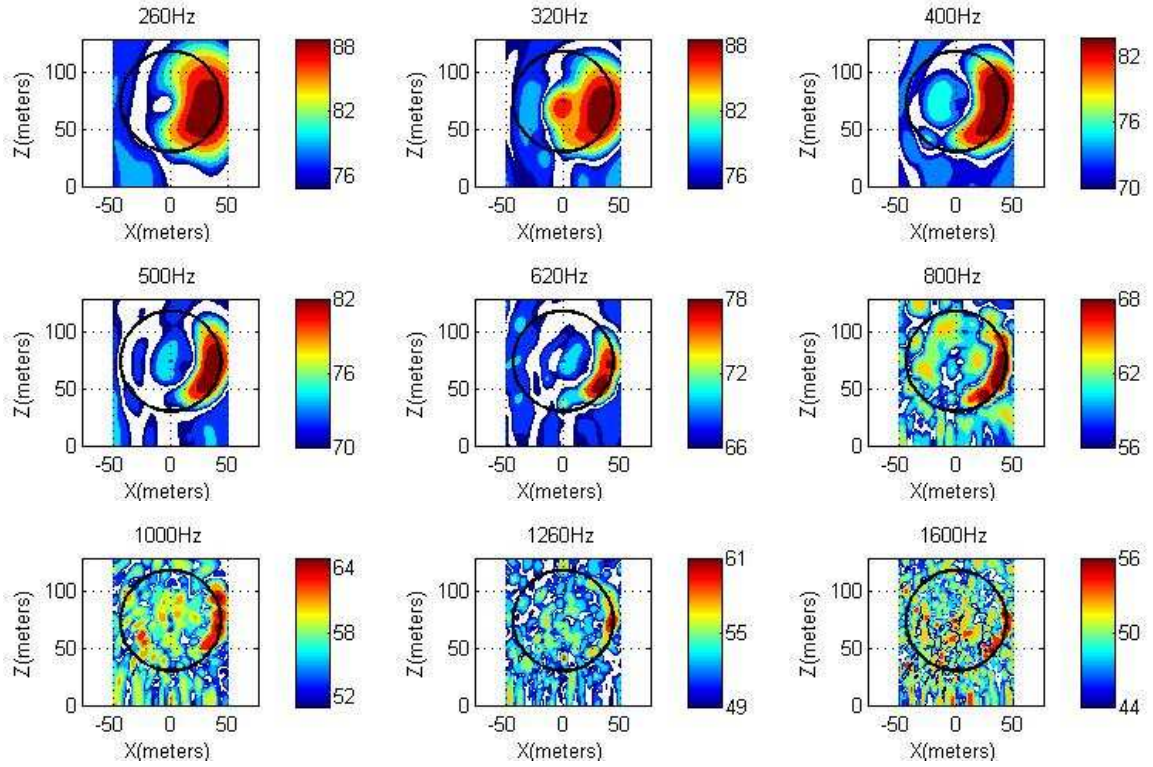 260Hz
320Hz
400Hz
Z(meters)
100
50
0
-50 0 50
X(meters)
88
82
76
Z(meters)
100
50
0
-50 0 50
X(meters)
88
82
76
Z(meters)
100
50
0
-50 0 50
X(meters)
82
76
70
500Hz
620Hz
800Hz
Z(meters)
100
50
0
-50 0 50
X(meters)
82
76
70
Z(meters)
100
50
0
-50 0 50
X(meters)
78
72
66
Z(meters)
100
50
0
-50 0 50
X(meters)
68
62
56
1000Hz
1260Hz
1600Hz
Z(meters)
100
50
0
-50 0 50
X(meters)
64
58
52
Z(meters)
100
50
0
-50 0 50
X(meters)
61
55
49
Z(meters)
100
50
0
-50 0 50
X(meters)
56
50
44